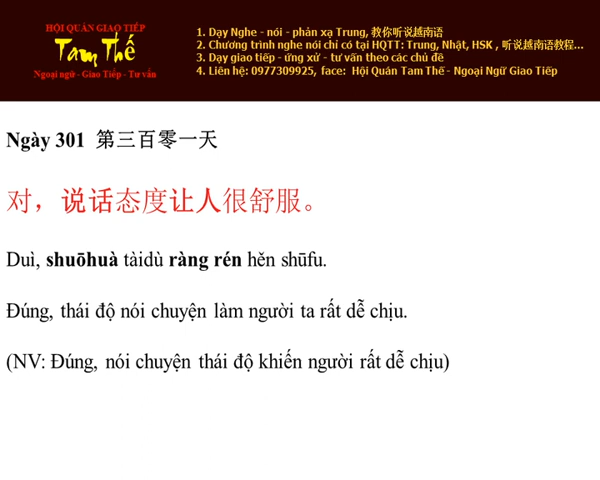 HỘI QUÁN GIAO TIẾP
Tam Thế
Ngoại ngữ - Giao Tiếp - Tư vấn
1. Dạy Nghe - nói - phản xạ Trung, 教你听说越南语
2. Chương trình nghe nói chỉ có tại HQTT: Trung, Nhật, HSK , 听说越南语教程...
3. Dạy giao tiếp - ứng xử - tư vấn theo các chủ đề
4. Liên hệ: 0977309925, face: Hội Quán Tam Thế - Ngoại Ngữ Giao Tiếp
Ngày 301 第三百零一天
对，说话态度让人很舒服。
Duì, shuōhuà tàidù ràng rén hěn shūfu.
Đúng, thái độ nói chuyện làm người ta rất dễ chịu.
(NV: Đúng, nói chuyện thái độ khiến người rất dễ chịu)